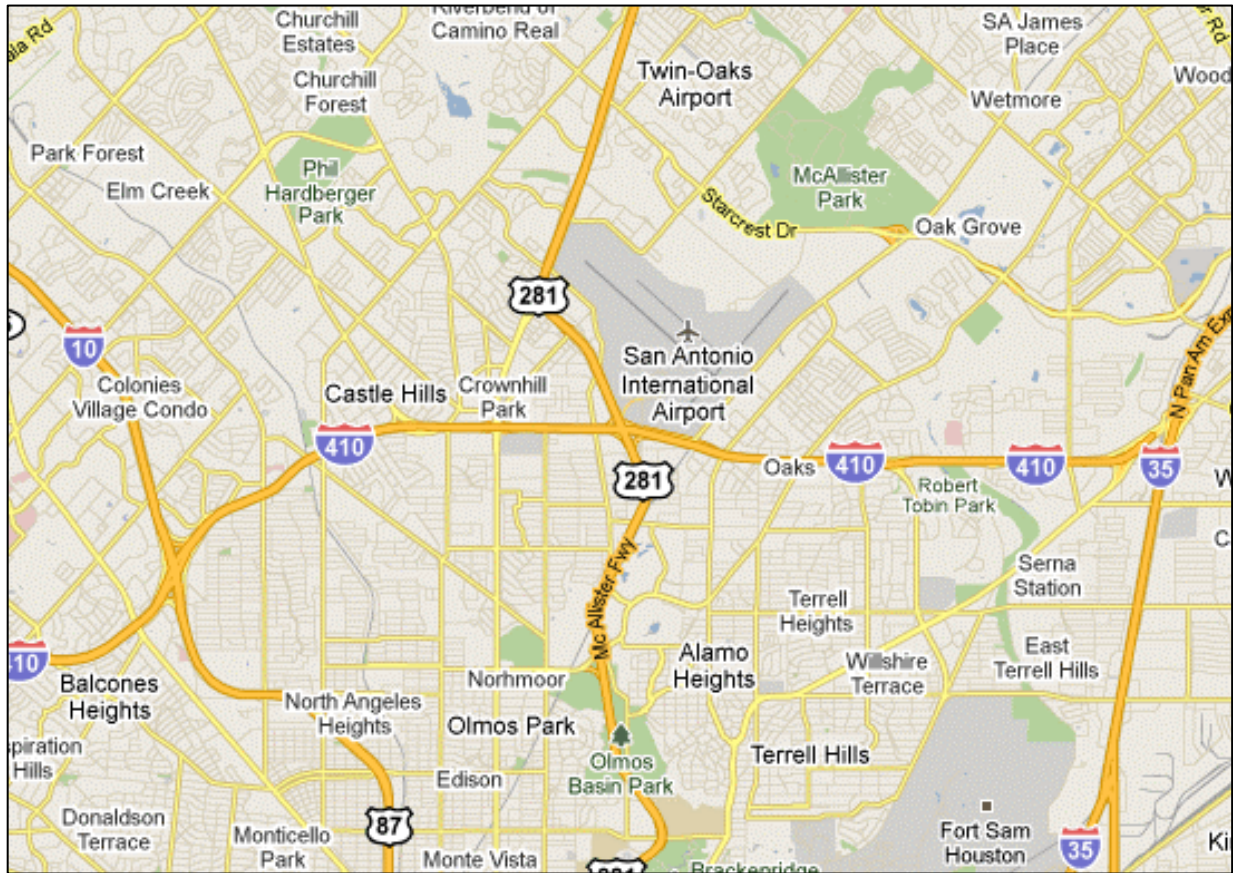 Churchill
Estates
Riverbend of
Camino Real
SA James
Place
Twin-Oaks
Airport
Churchill
Forest
Wetmore
Park Forest
Elm Creek
Phil
Hardberger
Park
McAllister
Park
Starcrest Dr
Oak Grove
281
10
San Antonio
International
Airport
N Pan Am
Colonies
Village Condo
Castle Hills
Crownhill
Park
410
281
Oaks
410
410
35
Robert
Tobin Park
Mc Allister Fwy
Serna
Station
Terrell
Heights
Alamo
Heights
Willshire
Terrace
East
Terrell Hills
Balcones
Heights
Norhmoor
North Angeles
Heights
Olmos Park
Terrell Hills
Olmos
Basin Park
Edison
Hills
Donaldson
Terrace
87
Monticello
Park
Monte Vista
Fort Sam
Houston
35
Brackenridge